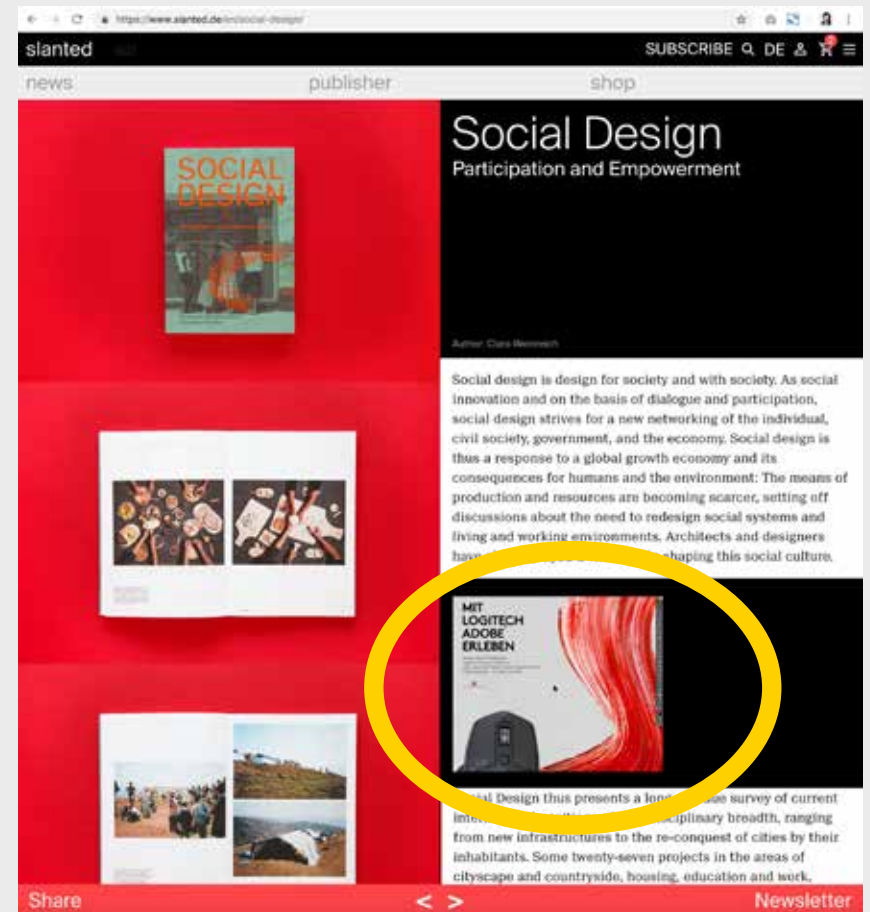 https://www.slanted.de/en/social-design/
slanted
SUBSCRIBE DE
news publisher shop
SOCIAL
DESIGN
Social Design
Participation and Empowerment
Author: Clara
Social design is design for society and with society. As social
innovation and on the basis of dialogue and participation,
social design strives for a new networking of the individual,
civil society, government, and the economy. Social design is
thus a response to a global growth economy and its
consequences for humans and the environment: The means of
production and resources are becoming scarcer, setting off
discussions about the need to redesign social systems and
living and working environments. Architects and designers
shaping this social culture.
MIT
LOGITECH
ADOBE
ERLEBEN
Social Design thus presents a survey of current
breadth, ranging
from new infrastructures to the re-conquest of cities by their
inhabitants. Some twenty-seven projects in the areas of
cityscape and countryside, housing, education and work,
Share < > Newsletter